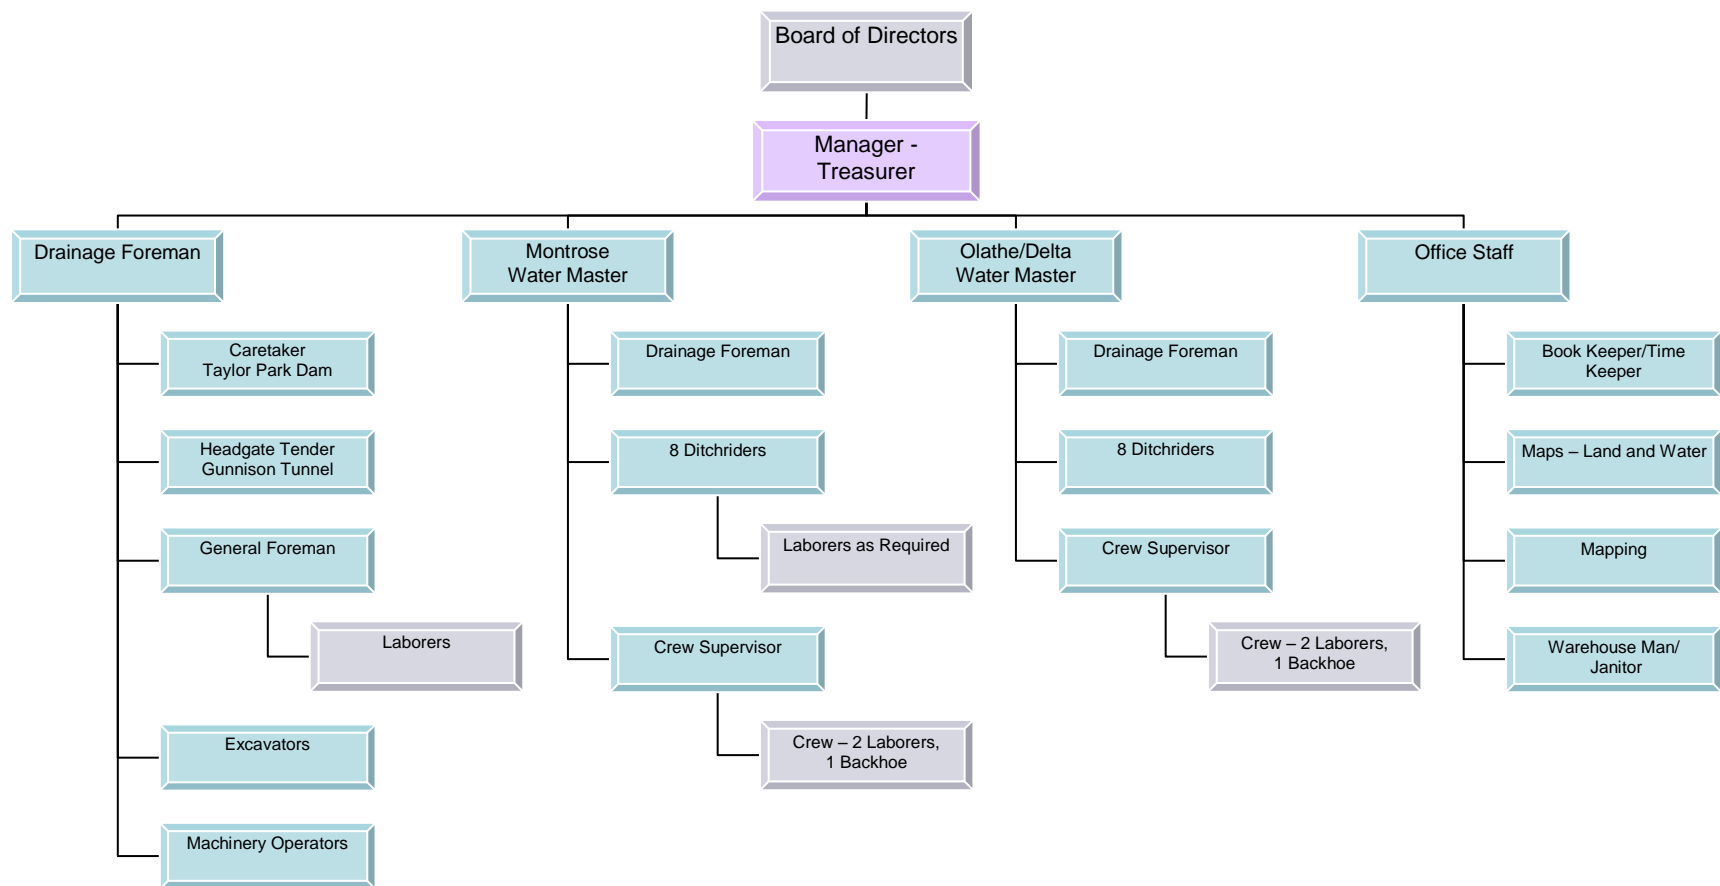 Board of Directors
Manager -
Treasurer
Drainage Foreman
Montrose
Water Master
Olathe/Delta
Water Master
Office Staff
Caretaker
Taylor Park Dam
Drainage Foreman
Drainage Foreman
Book Keeper/Time
Keeper
Headgate Tender
Gunnison Tunnel
8 Ditchriders
8 Ditchriders
Maps – Land and Water
General Foreman
Laborers as Required
Crew Supervisor
Mapping
Laborers
Crew Supervisor
Crew – 2 Laborers,
1 Backhoe
Warehouse Man/
Janitor
Excavators
Crew – 2 Laborers,
1 Backhoe
Machinery Operators